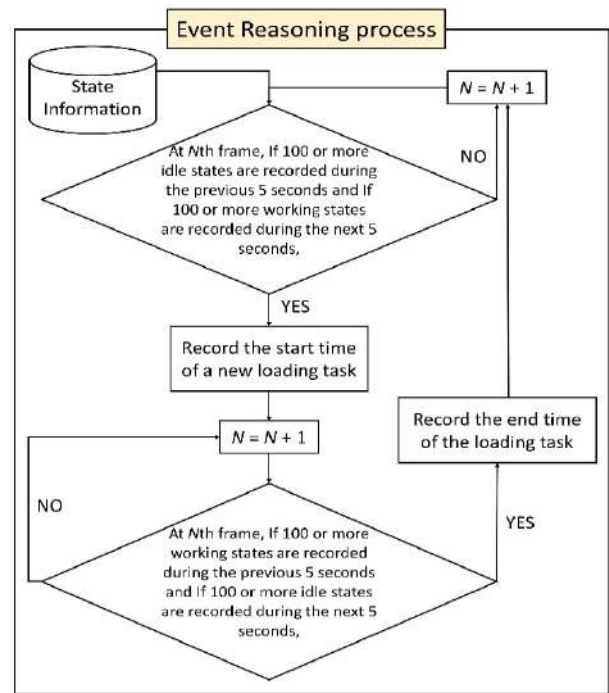 Event Reasoning process
State
Information
N = N + 1
At Nth frame, If 100 or more
idle states are recorded during
the previous 5 seconds and If
100 or more working states
are recorded during the next 5
seconds,
NO
YES
Record the start time
of a new loading task
N = N + 1
Record the end time
of the loading task
NO
YES
At Nth frame, If 100 or more
working states are recorded
during the previous 5 seconds
and If 100 or more idle states
are recorded during the next 5
seconds,